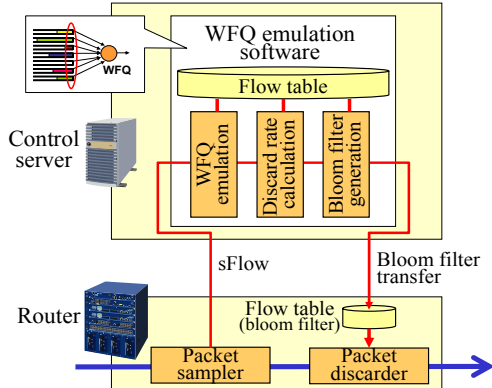 WFQ
WFQ emulation
software
Flow table
Control
server
WFQ
emulation
Discard rate
calculation
Bloom filter
generation
sFlow
Bloom filter
transfer
Router
Flow table
(bloom filter)
Packet
sampler
Packet
discarder